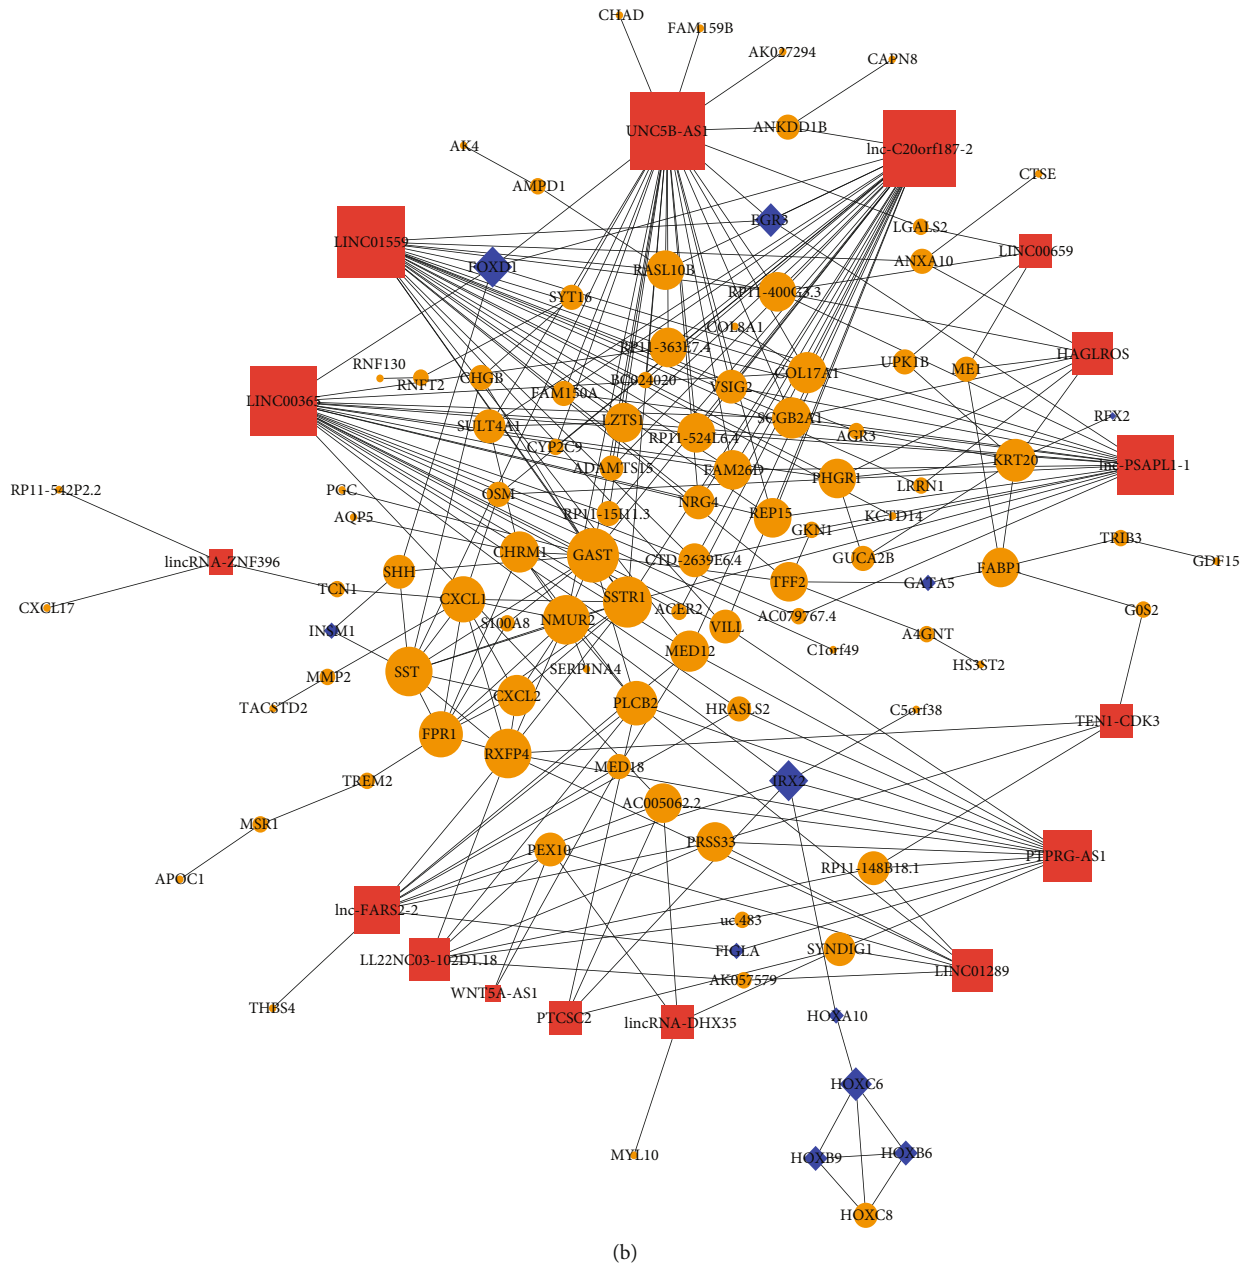 CHAD
FAM159B
AK027294
CAPN8
UNC5B-AS1
ANKDD1B
lnc-C20orf187-2
AK4
CTSE
AMPD1
EGR3
LGALS2
LINC01559
LINC00659
FOXD1
RASL10B
ANXA10
SYT16
RP11-400G3.3
COL8A1
RP11-363E7.4
HAGLROS
RNF130
UPK1B
ME1
RNFT2
CHGB
BC024020
COL17A1
FAM150A
VSIG2
LINC00365
RFX2
SULT4A1
LZTS1
SCGB2A1
RP11-524L6.4
AGR3
CYP2C9
KRT20
lnc-PSAPL1-1
ADAMTS15
FAM26D
PHGR1
LRRN1
RP11-542P2.2
PGC
OSM
NRG4
AQP5
RP11-15I11.3
REP15
KCTD14
GKN1
TRIB3
CHRM1
GAST
CTD-2639E6.4
GUCA2B
lincRNA-ZNF396
SHH
FABP1
GDF15
TCN1
TFF2
GATA5
CXCL17
CXCL1
SSTR1
ACER2
AC079767.4
G0S2
INSM1
S100A8
NMUR2
VILL
A4GNT
MED12
C1orf49
SST
SERPINA4
HS3ST2
MMP2
CXCL2
PLCB2
TACSTD2
HRASLS2
C5orf38
TEN1-CDK3
FPR1
RXFP4
MED18
TREM2
IRX2
AC005062.2
MSR1
PEX10
PRSS33
PTPRG-AS1
RP11-148B18.1
APOC1
lnc-FARS2-2
uc.483
FIGLA
SYNDIG1
LL22NC03-102D1.18
LINC01289
AK057579
WNT5A-AS1
THBS4
PTCSC2
lincRNA-DHX35
HOXA10
HOXC6
MYL10
HOXB9
HOXB6
HOXC8
(b)